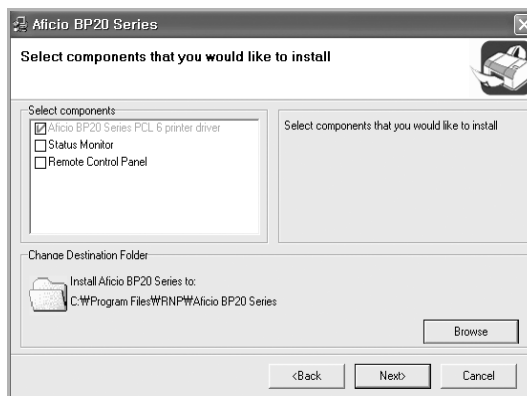 Aficio BP20 Series
Select components that you would like to install
Select components
Aficio BP20 Series PCL 6 printer driver
Status Monitor
Remote Control Panel
Select components that you would like to install
Change Destination Folder
Install Aficio BP20 Series to:
C:₩Program Files₩RNP₩Aficio BP20 Series
Browse
<Back
Next>
Cancel